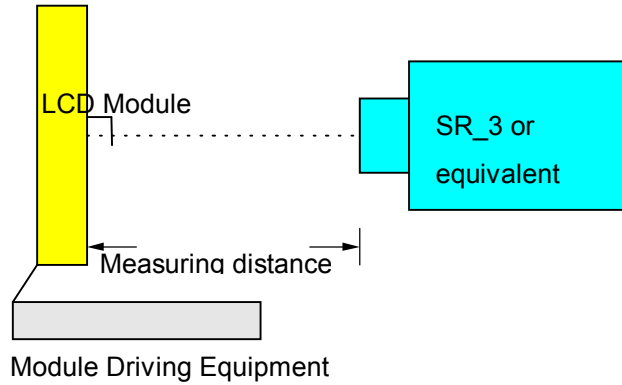 LCD Module
SR_3 or
equivalent
Measuring distance
Module Driving Equipment